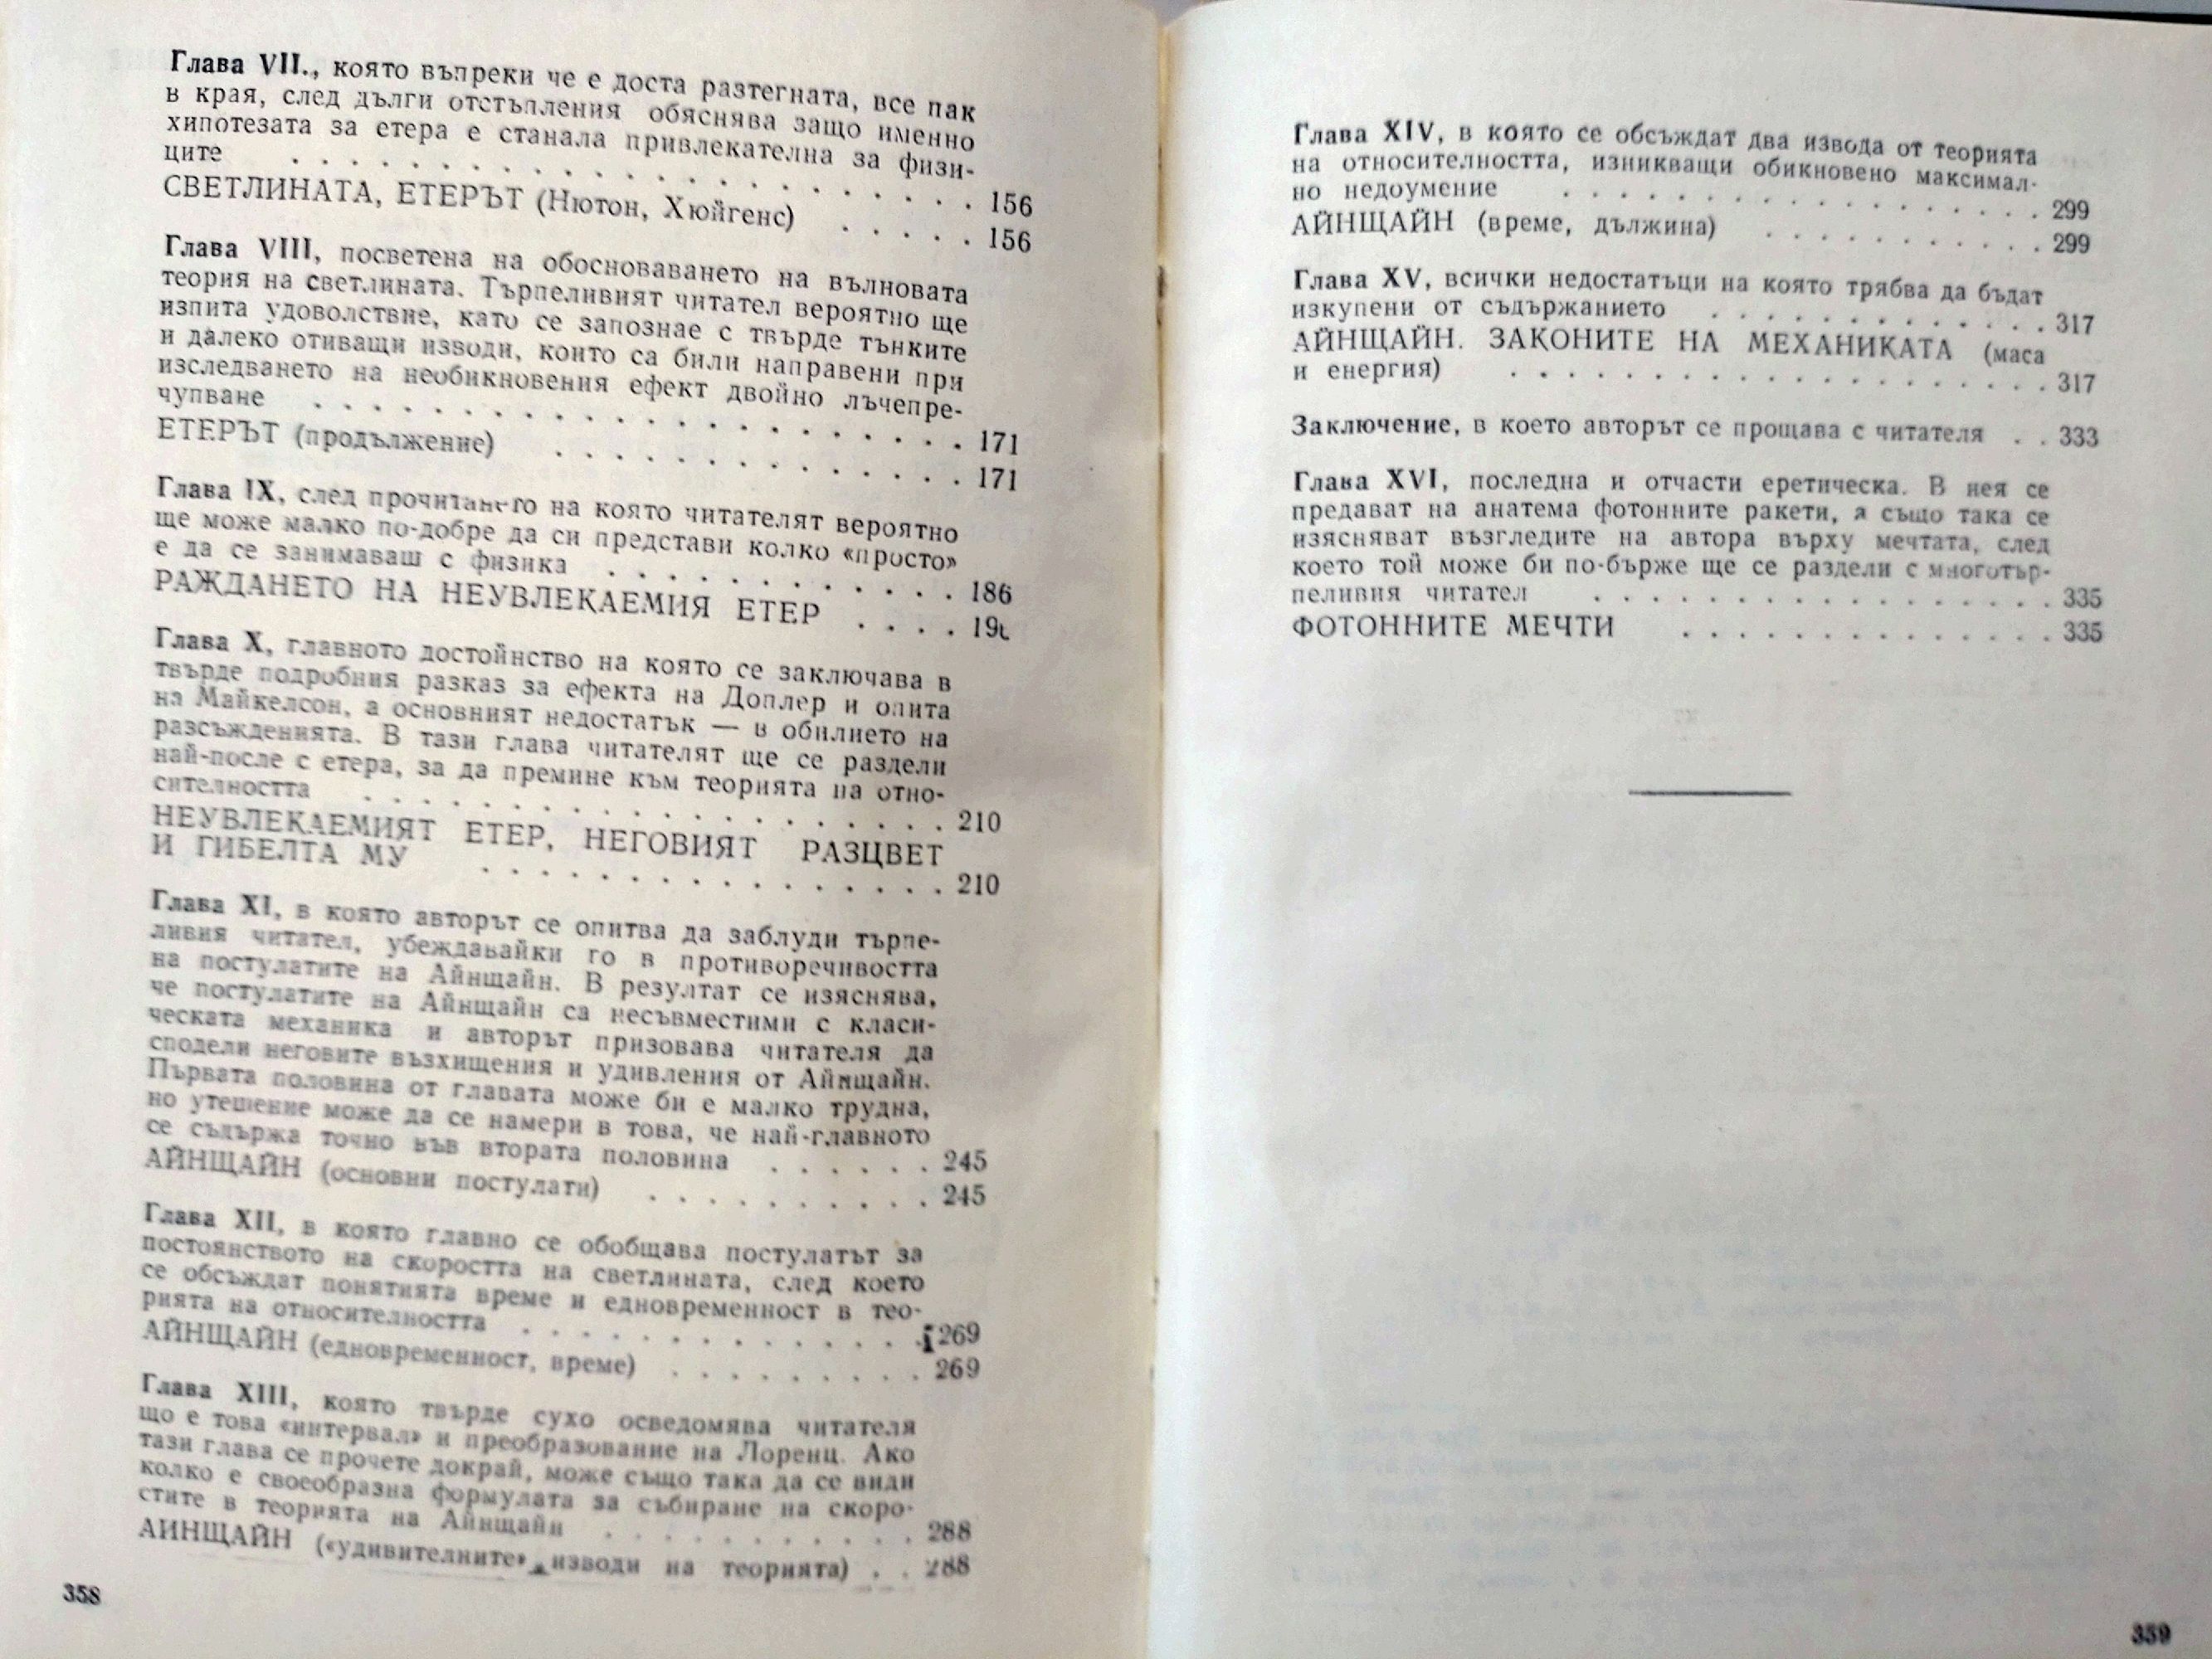 Глава VII., която въпреки че е доста разтегната, все пак
в края, след дълги отстъпления обяснява защо именно
хипотезата за етера е станала привлекателна за физи-
ците . . . . . . . . . . . . . . . . . 156
СВЕТЛИНАТА, ЕТЕРЪТ (Нютон, Хюйгенс) . . . . . 156
Глава VIII, посветена на обосноваването на вълновата
теория на светлината. Търпеливият читател вероятно ще
изпита удоволствие, като се запознае с твърде тънките
и далеко отиващи изводи, които са били направени при
изследването на необикновения ефект двойно лъчепре-
чупване . . . . . . . . . . . . . . . . . 171
ЕТЕРЪТ (продължение) . . . . . . . . . . . . 171
Глава IX, след прочитането на която читателят вероятно
ще може малко по-добре да си представи колко «просто»
е да се занимаваш с физика . . . . . . . . . . 186
РАЖДАНЕТО НА НЕУВЛЕКАЕМИЯ ЕТЕР . . . .
Глава X, главното достойнство на която се заключава в
твърде подробния разказ за ефекта на Доплер и опита
на Майкелсон, а основният недостатък — в обилието на
разсъжденията. В тази глава читателят ще се раздели
най-после с етера, за да премине към теорията на отно-
сителността . . . . . . . . . . . . . . . . 210
НЕУВЛЕКАЕМИЯТ ЕТЕР, НЕГОВИЯТ РАЗЦВЕТ
И ГИБЕЛТА МУ . . . . . . . . . . . . . . 210
Глава XI, в която авторът се опитва да заблуди търпе-
ливия читател, убеждавайки го в противоречивостта
на постулатите на Айнщайн. В резултат се изяснява,
че постулатите на Айнщайн са несъвместими с класи-
ческата механика и авторът призовава читателя да
сподели неговите възхищения и удивления от Айнщайн.
Първата половина от главата може би е малко трудна,
но утешение може да се намери в това, че най-главното
се съдържа точно във втората половина . . . . . . 245
АЙНЩАЙН (основни постулати) . . . . . . . . . . 245
Глава XII, в която главно се обобщава постулатът за
постоянството на скоростта на светлината, след което
се обсъждат понятията време и едновременност в тео-
рията на относителността . . . . . . . . . . . . 269
АЙНЩАЙН (едновременност, време) . . . . . . . . . 269
Глава XIII, която твърде сухо осведомява читателя
що е това «интервал» и преобразование на Лоренц. Ако
тази глава се прочете докрай, може също така да се види
колко е своеобразна формулата за събиране на скоро-
стите в теорията на Айнщайн . . . . . . . . . . 288
АИНЩАЙН («удивителните» изводи на теорията) . . 288
358
Глава XIV, в която се обсъждат два извода от теорията
на относителността, изникващи обикновено максимал-
но недоумение . . . . . . . . . . . . . . . . 299
АЙНЩАЙН (време, дължина) . . . . . . . . . . 299
Глава XV, всички недостатъци на която трябва да бъдат
изкупени от съдържанието . . . . . . . . . . . . 317
АЙНЩАЙН. ЗАКОНИТЕ НА МЕХАНИКАТА (маса
и енергия) . . . . . . . . . . . . . . . . . 317
Заключение, в което авторът се прощава с читателя . . 333
Глава XVI, последна и отчасти еретическа. В нея се
предават на анатема фотонните ракети, а също така се
изясняват възгледите на автора върху мечтата, след
което той може би по-бърже ще се раздели с многотър-
пеливия читател . . . . . . . . . . . . . . . 335
ФОТОННИТЕ МЕЧТИ . . . . . . . . . . . . . 335
359